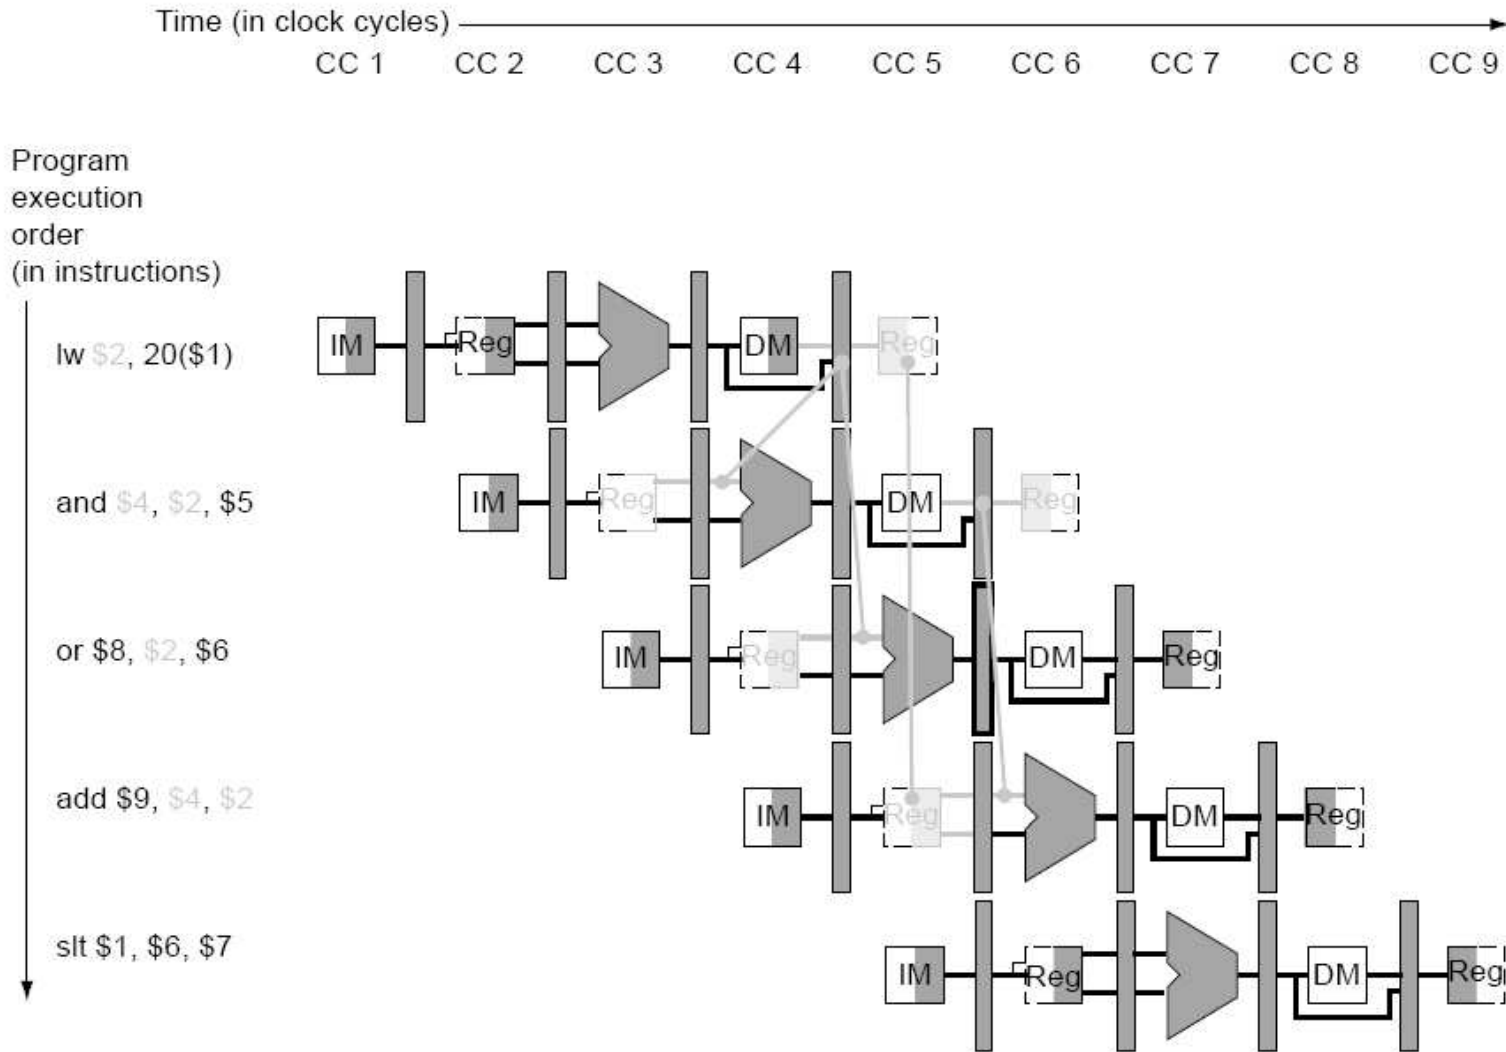 Time (in clock cycles)
CC 1 CC 2 CC 3 CC 4 CC 5 CC 6 CC 7 CC 8 CC 9
Program
execution
order
(in instructions)
lw $2, 20($1)
IM Reg DM Reg
and $4, $2, $5
IM Reg DM Reg
or $8, $2, $6
IM Reg DM Reg
add $9, $4, $2
IM Reg DM Reg
slt $1, $6, $7
IM Reg DM Reg